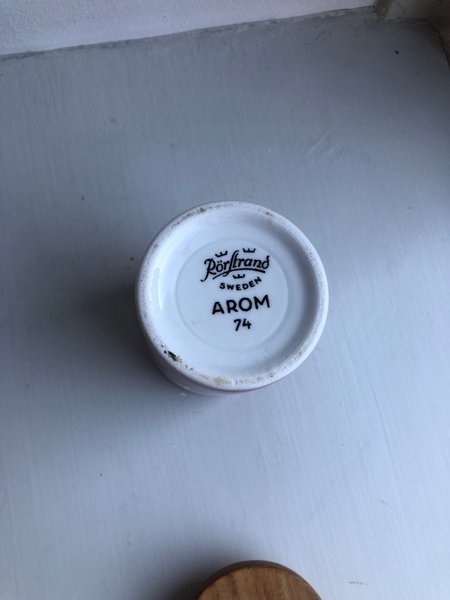 Rörstrand
SWEDEN
AROM
74